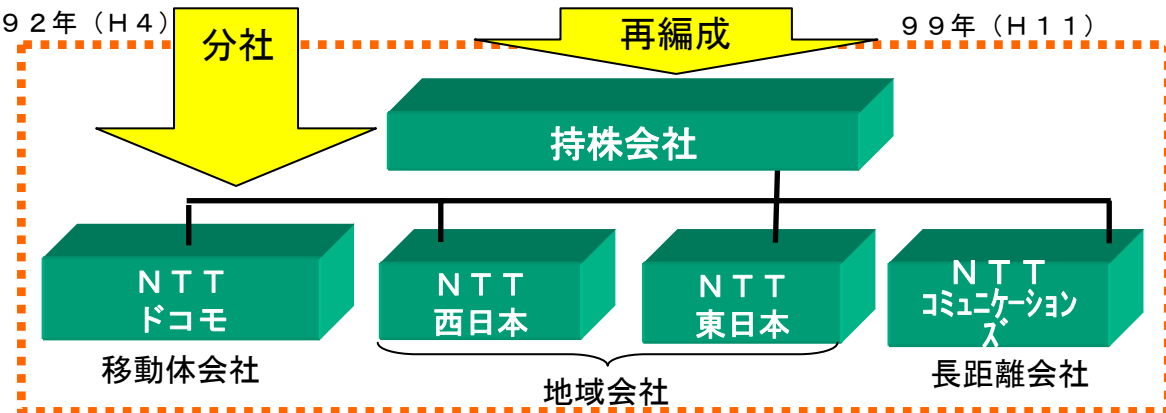 ９２年（Ｈ４）
分社
再編成
９９年（Ｈ１１）
持株会社
ＮＴＴ
ドコモ
ＮＴＴ
西日本
ＮＴＴ
東日本
ＮＴＴ
ｺﾐｭﾆｹｰｼｮﾝ
ｽﾞ
移動体会社
地域会社
長距離会社